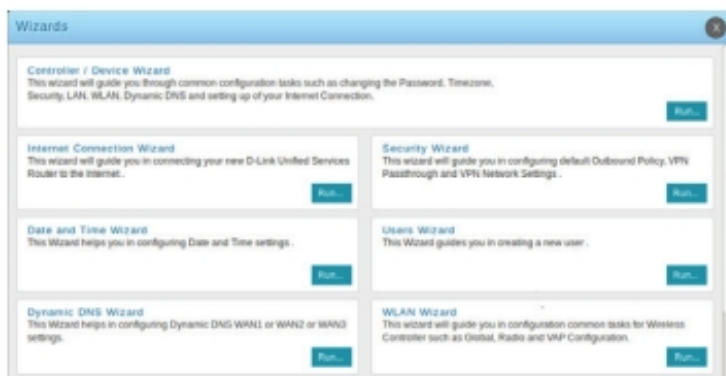 Wizards
X
Controller / Device Wizard
This wizard will guide you through common configuration tasks such as changing the Password, Timezone,
Security, LAN, WLAN, Dynamic DNS and setting up of your Internet Connection.
Run...
Internet Connection Wizard
This wizard will guide you in connecting your new D-Link Unified Services
Router to the Internet.
Run...
Security Wizard
This wizard will guide you in configuring default Outbound Policy, VPN
Passthrough and VPN Network Settings .
Run...
Date and Time Wizard
This Wizard helps you in configuring Date and Time settings .
Run...
Users Wizard
This Wizard guides you in creating a new user .
Run...
Dynamic DNS Wizard
This Wizard helps in configuring Dynamic DNS WAN1 or WAN2 or WAN3
settings.
Run...
WLAN Wizard
This wizard will guide you in configuration common tasks for Wireless
Controller such as Global, Radio and VAP Configuration.
Run...